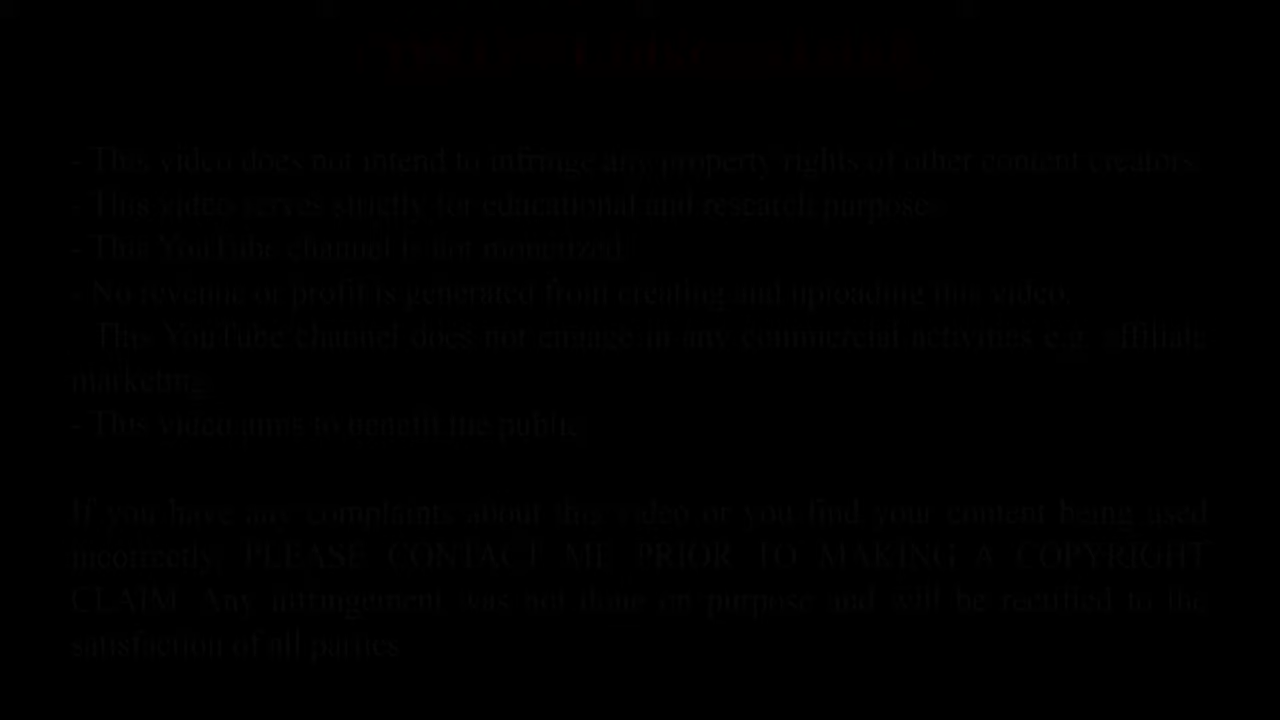 - This video does not intend to infringe any property rights of other content creators.
- This video serves strictly for educational and research purposes.
- This YouTube channel is not monetized.
- No revenue or profit is generated from creating and uploading this video.
- This YouTube channel does not engage in any commercial activities e.g. affiliate
marketing.
- This video aims to benefit the public.
If you have any complaints about this video or you find your content being used
incorrectly, PLEASE CONTACT ME PRIOR TO MAKING A COPYRIGHT
CLAIM. Any infringement was not done on purpose and will be rectified to the
satisfaction of all parties.